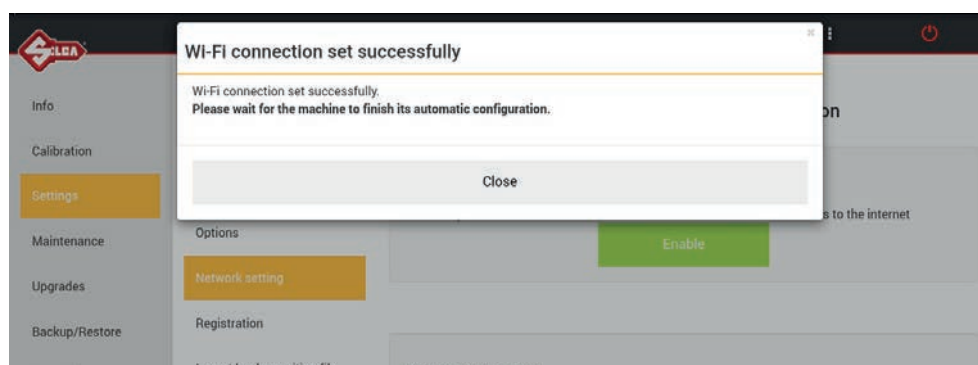 SILCA
Wi-Fi connection set successfully
Wi-Fi connection set successfully.
Please wait for the machine to finish its automatic configuration.
Close
Info
Calibration
Settings
Maintenance
Upgrades
Backup/Restore
Options
Network setting
Registration
on
s to the internet
Enable